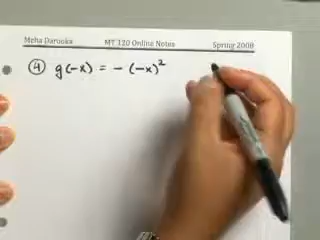 Meha Darooka MT 120 Online Notes Spring 2008
④ g(-x) = - (-x)²